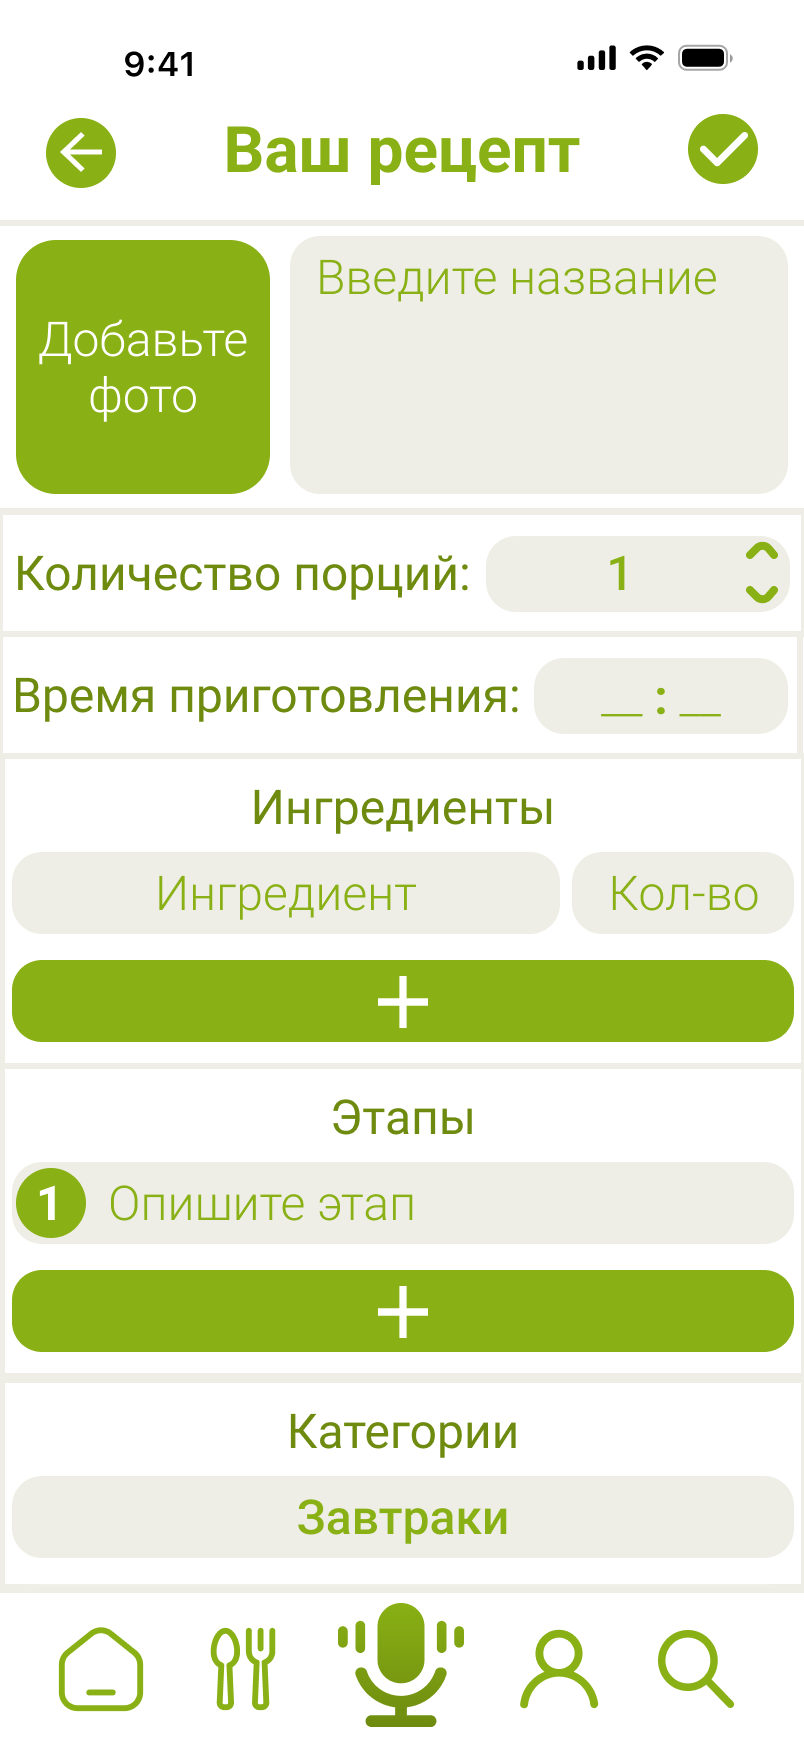 9:41
Ваш рецепт
Добавьте
фото
Введите название
Количество порций: 1
Время приготовления: __ : __
Ингредиенты
Ингредиент Кол-во
+
Этапы
1 Опишите этап
+
Категории
Завтраки